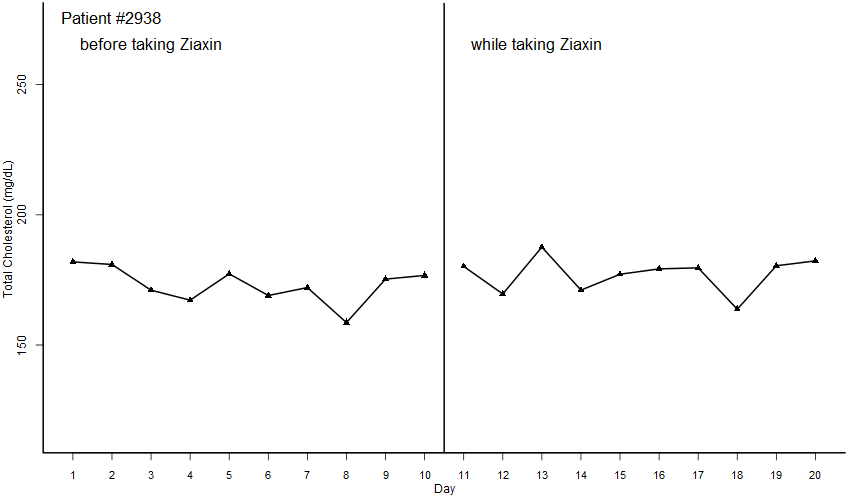 Patient #2938
before taking Ziaxin
while taking Ziaxin
250
200
150
Total Cholesterol (mg/dL)
1 2 3 4 5 6 7 8 9 10 11 12 13 14 15 16 17 18 19 20
Day